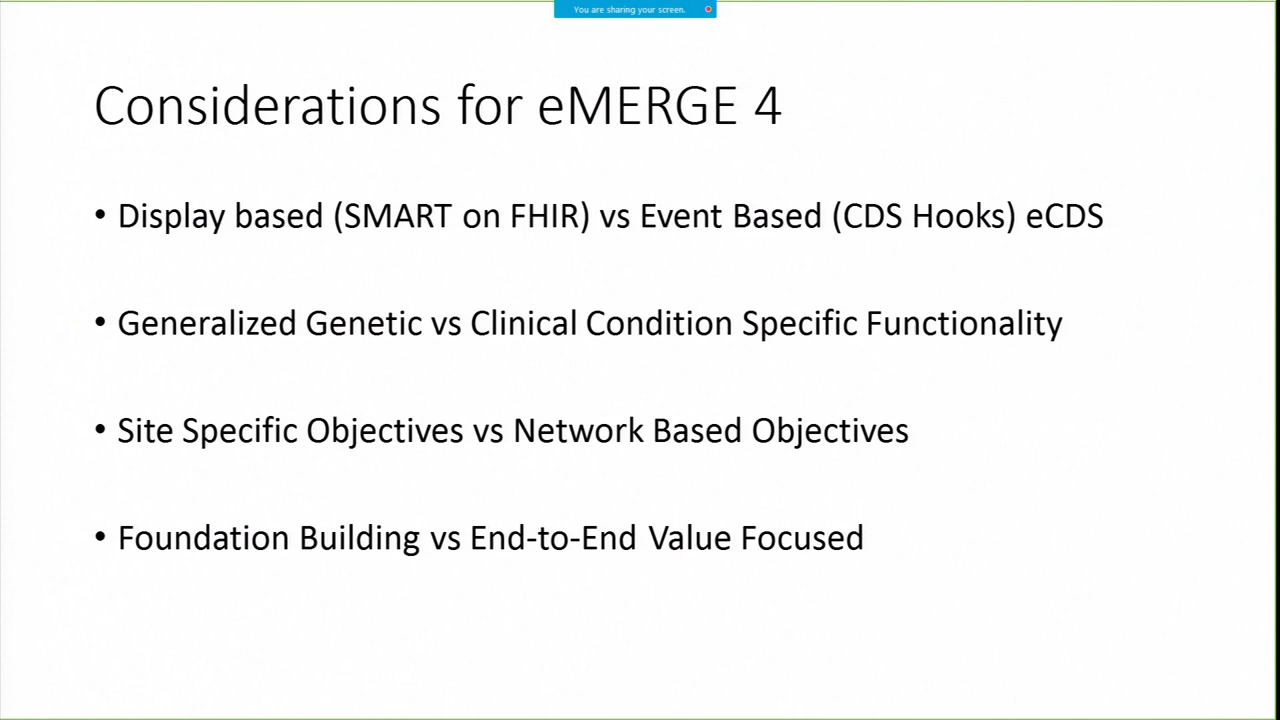 You are sharing your screen.
Considerations for eMERGE 4
• Display based (SMART on FHIR) vs Event Based (CDS Hooks) eCDS
• Generalized Genetic vs Clinical Condition Specific Functionality
• Site Specific Objectives vs Network Based Objectives
• Foundation Building vs End-to-End Value Focused